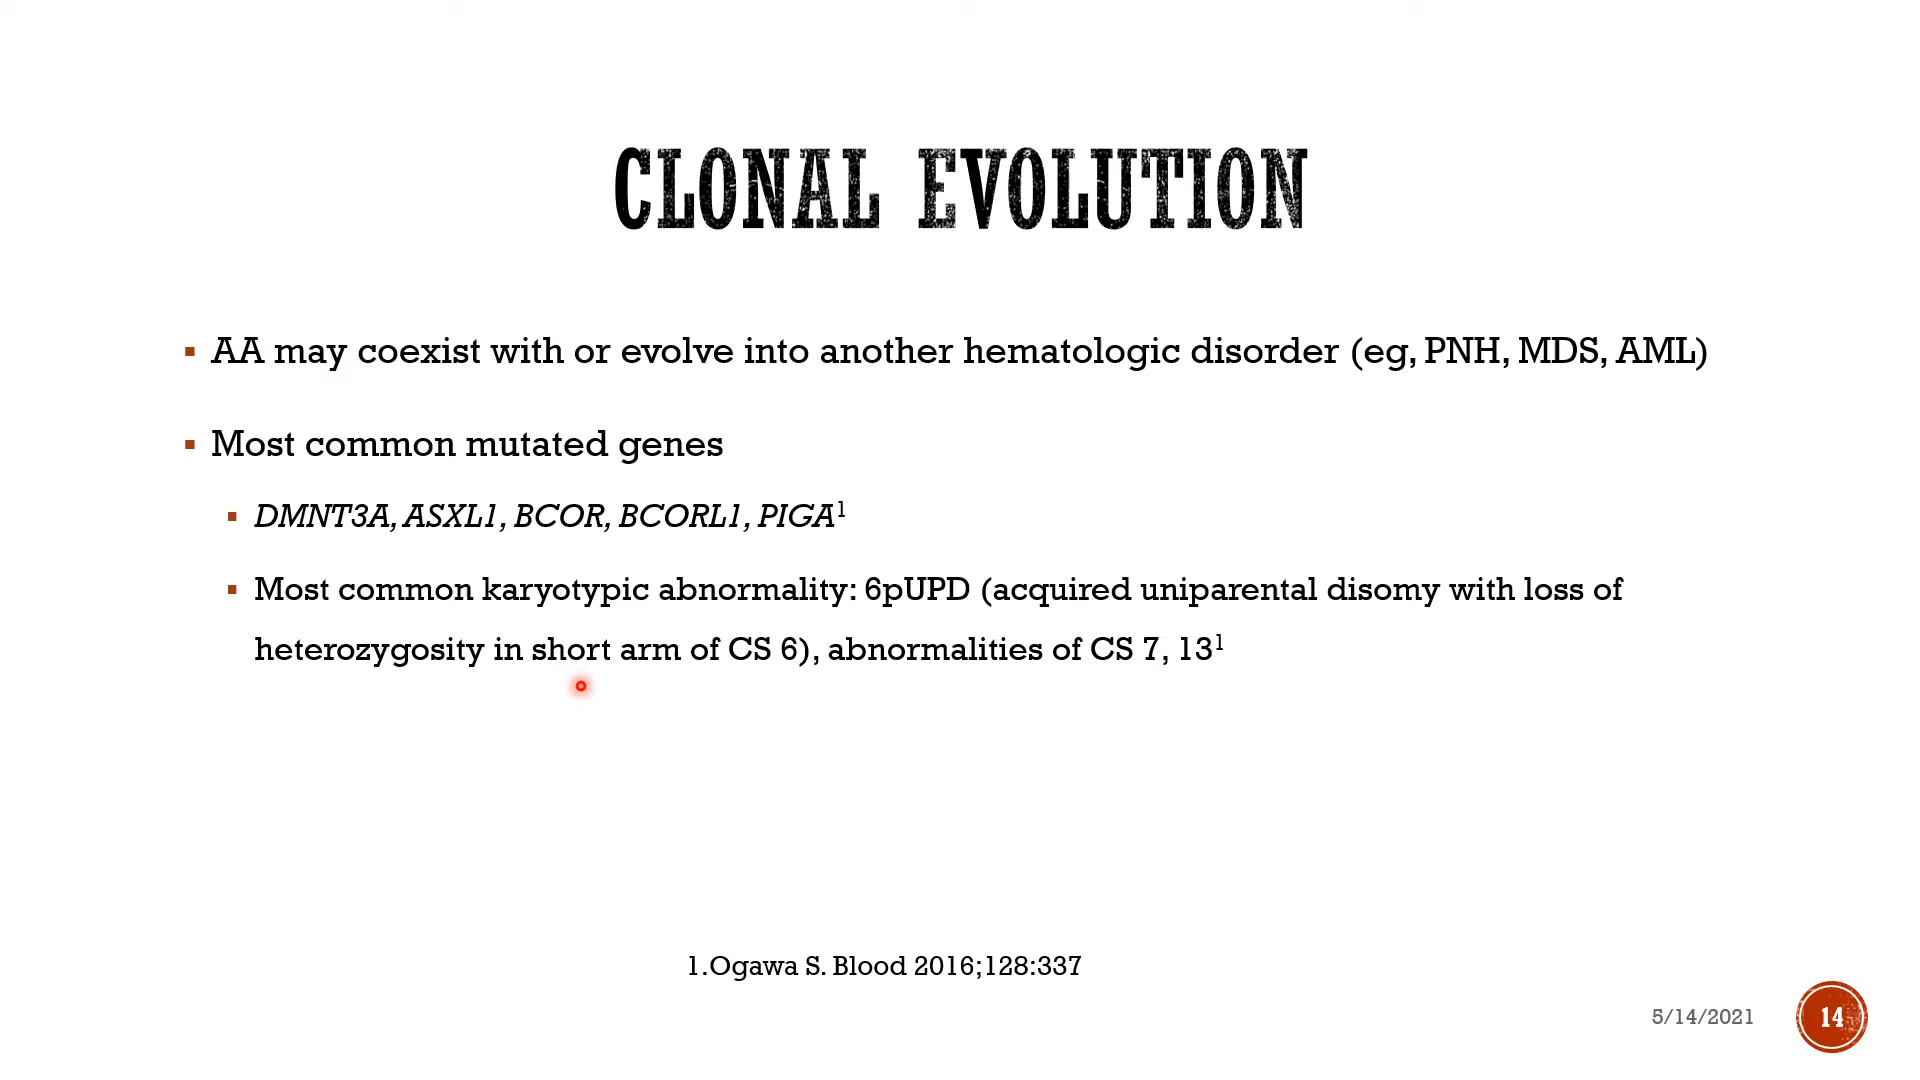 CLONAL EVOLUTION
▪ AA may coexist with or evolve into another hematologic disorder (eg, PNH, MDS, AML)
▪ Most common mutated genes
▪ DMNT3A, ASXL1, BCOR, BCORL1, PIGA¹
▪ Most common karyotypic abnormality: 6pUPD (acquired uniparental disomy with loss of
heterozygosity in short arm of CS 6), abnormalities of CS 7, 13¹
1.Ogawa S. Blood 2016;128:337
5/14/2021
14